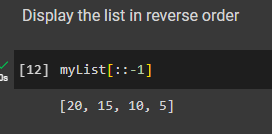 Display the list in reverse order
[12] myList[::-1]
0s
[20, 15, 10, 5]